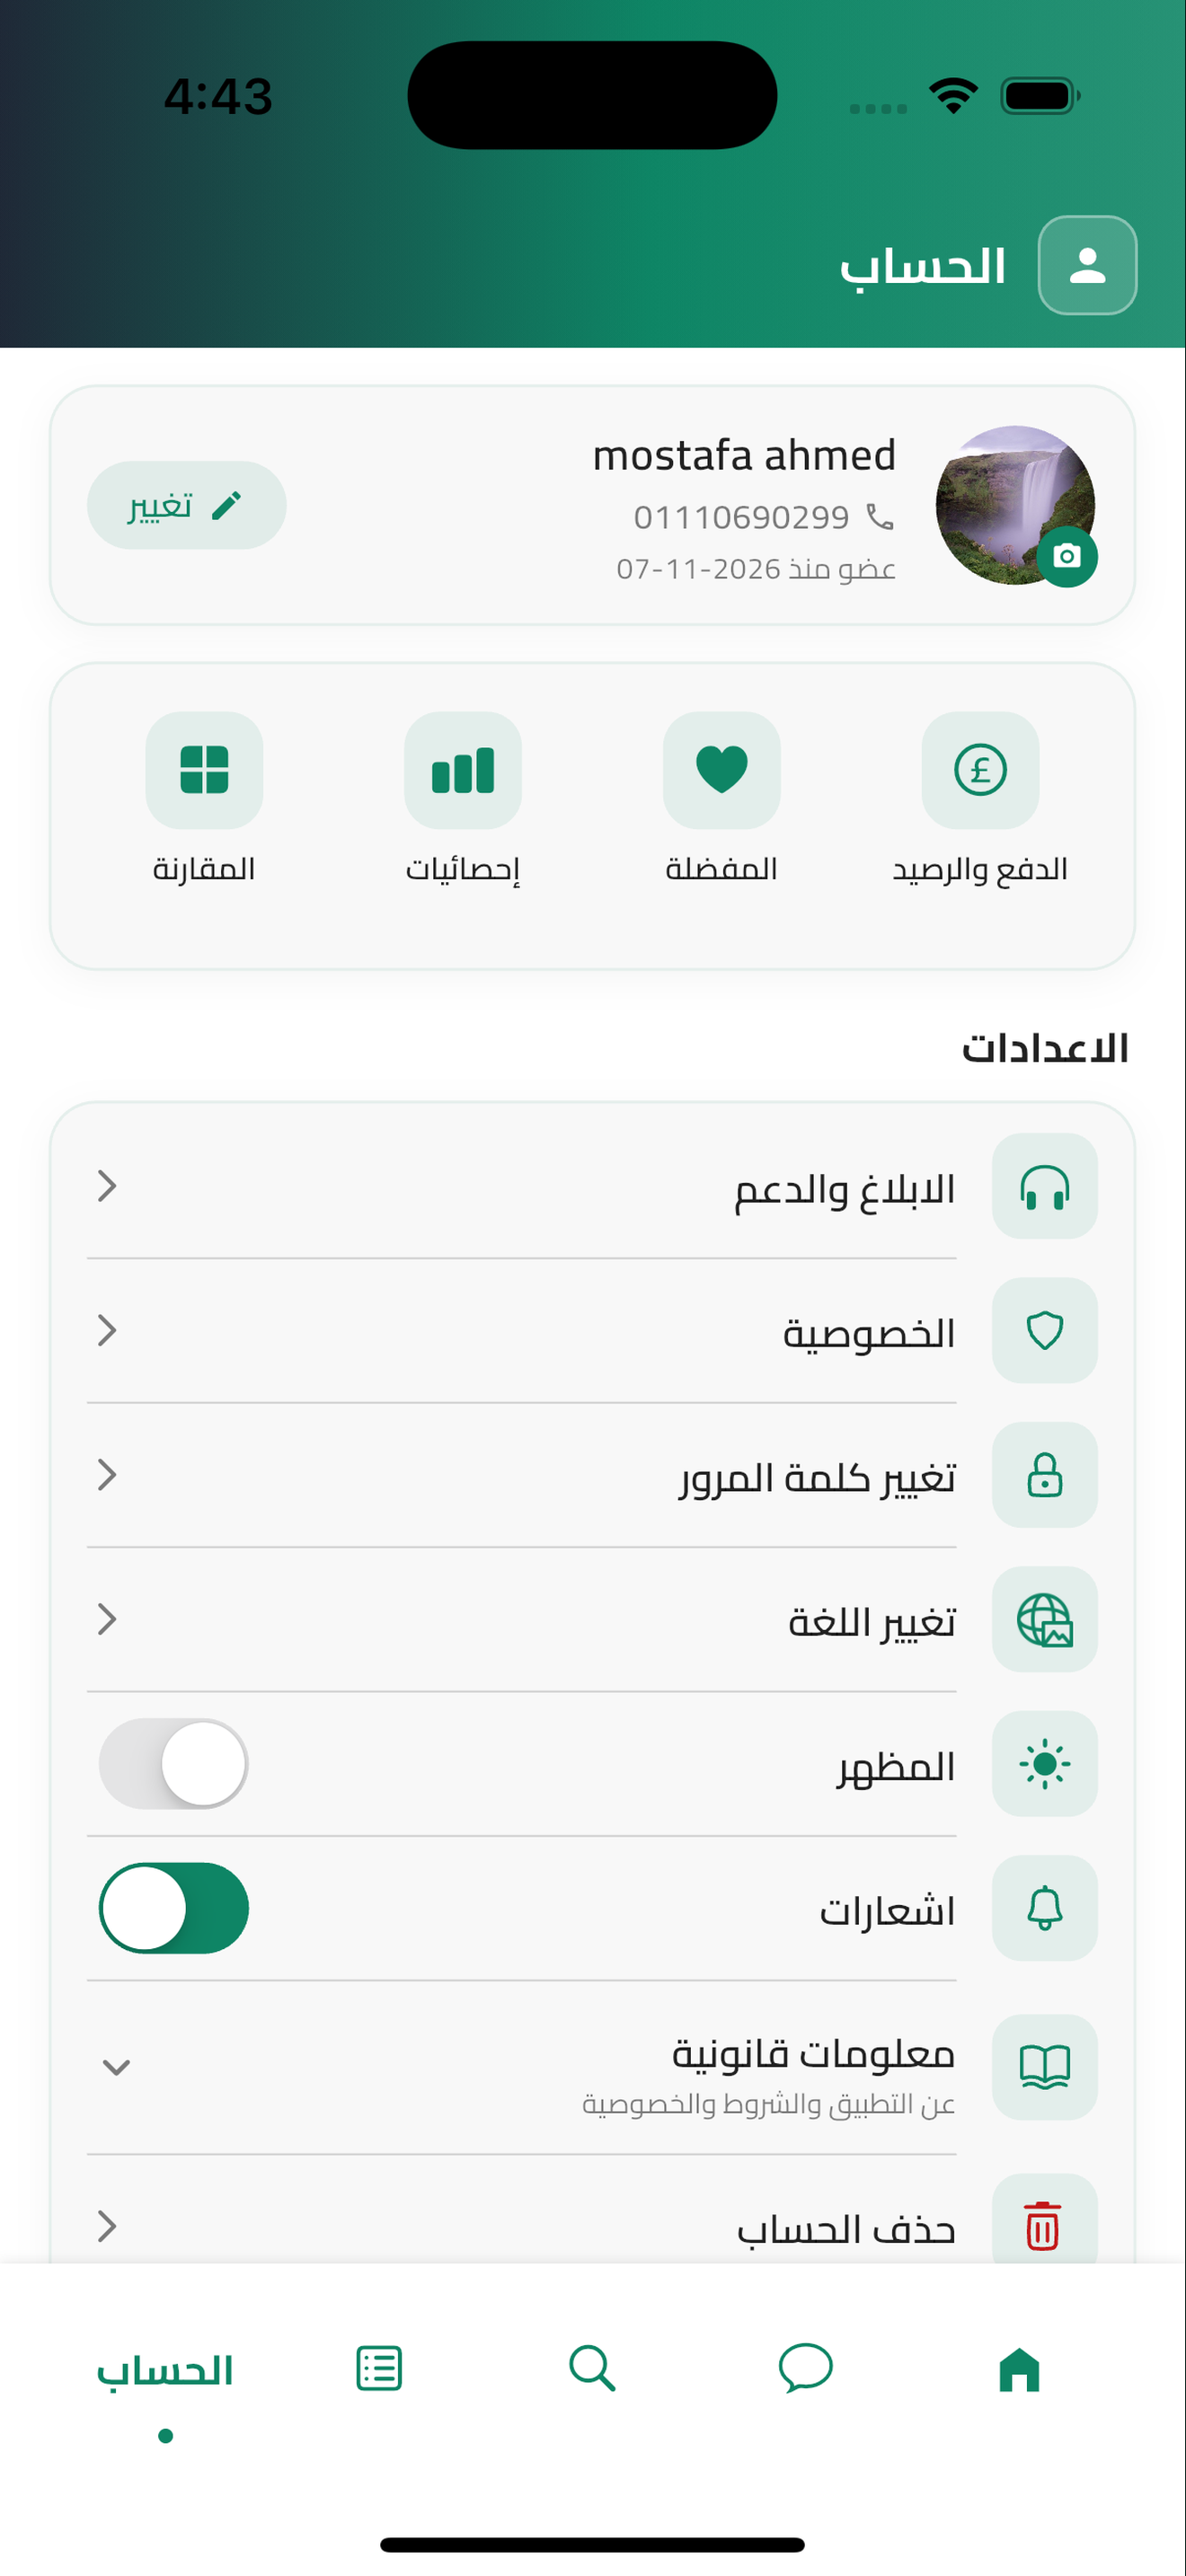 4:43
الحساب
mostafa ahmed
01110690299
عضو منذ 2026-11-07
تغيير
الدفع والرصيد
المفضلة
إحصائيات
المقارنة
الاعدادات
الابلاغ والدعم
الخصوصية
تغيير كلمة المرور
تغيير اللغة
المظهر
اشعارات
معلومات قانونية
عن التطبيق والشروط والخصوصية
حذف الحساب
الحساب